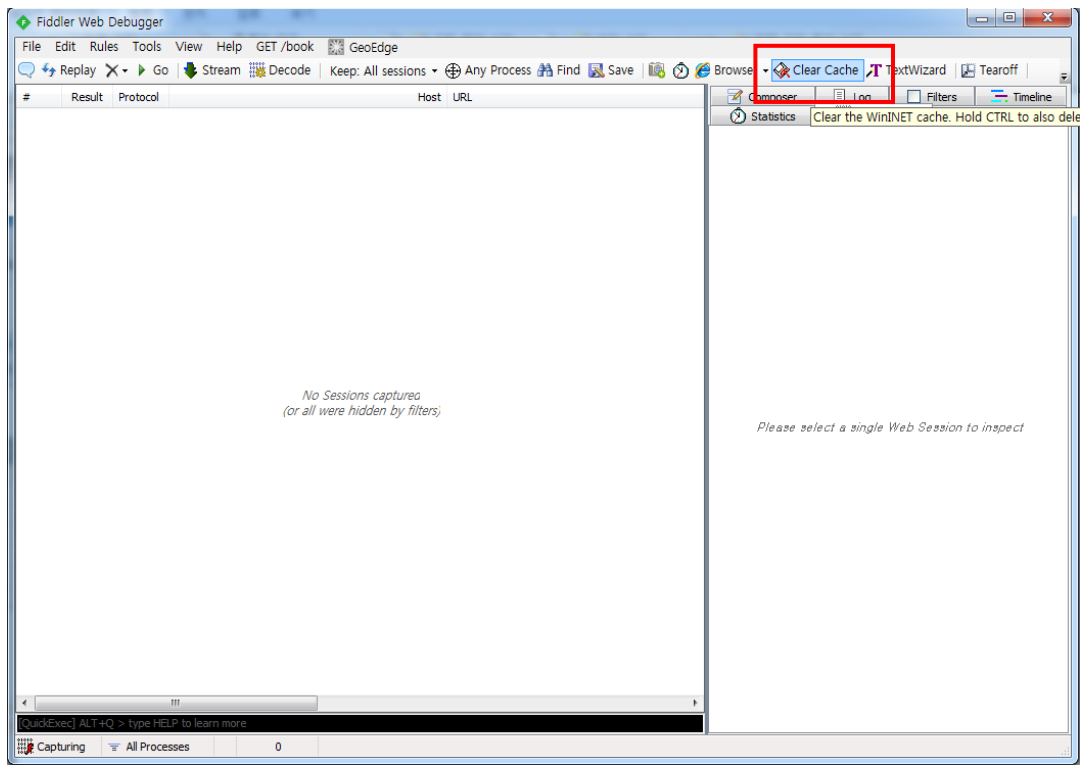 Fiddler Web Debugger
File Edit Rules Tools View Help GET /book GeoEdge
Replay Go Stream Decode Keep: All sessions Any Process Find Save Browse Clear Cache TextWizard Tearoff
# Result Protocol Host URL
Composer Log Filters Timeline
Statistics Clear the WinINET cache. Hold CTRL to also dele
No Sessions captured
(or all were hidden by filters)
Please select a single Web Session to inspect
[QuickExec] ALT+Q > type HELP to learn more
Capturing All Processes 0